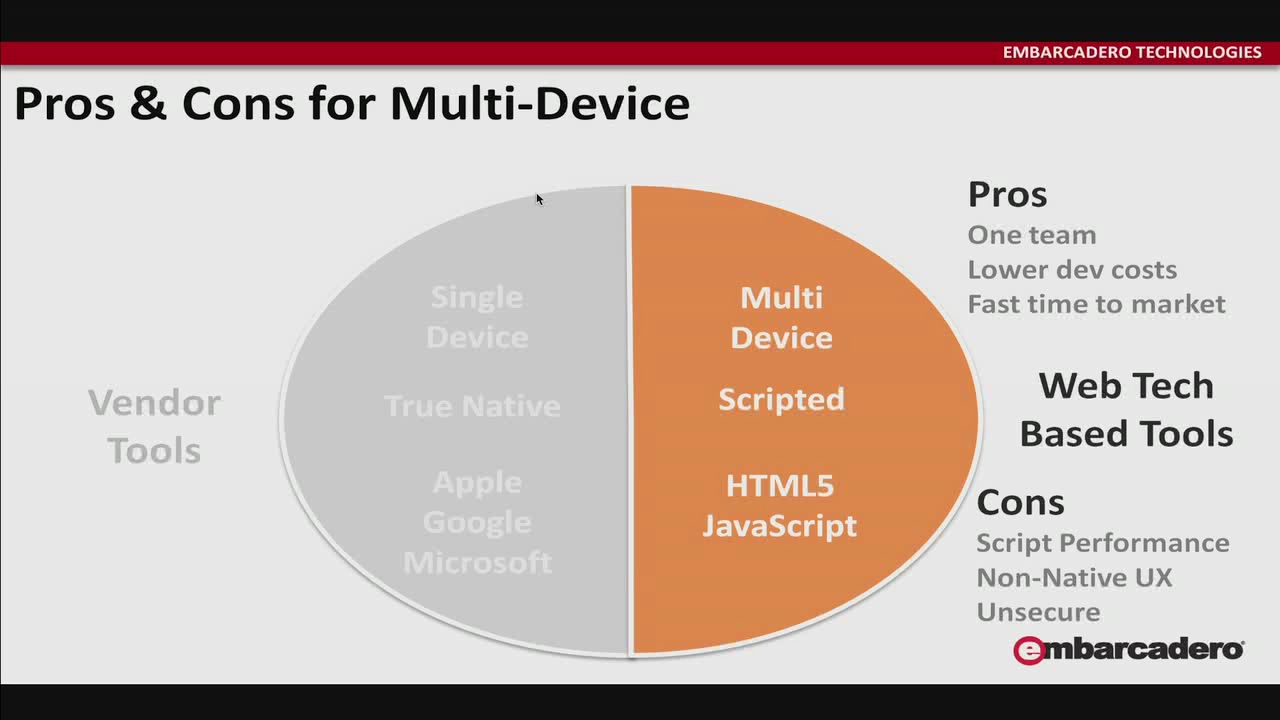 EMBARCADERO TECHNOLOGIES
Pros & Cons for Multi-Device
Vendor
Tools
Single
Device
True Native
Apple
Google
Microsoft
Multi
Device
Scripted
HTML5
JavaScript
Pros
One team
Lower dev costs
Fast time to market
Web Tech
Based Tools
Cons
Script Performance
Non-Native UX
Unsecure
embarcadero